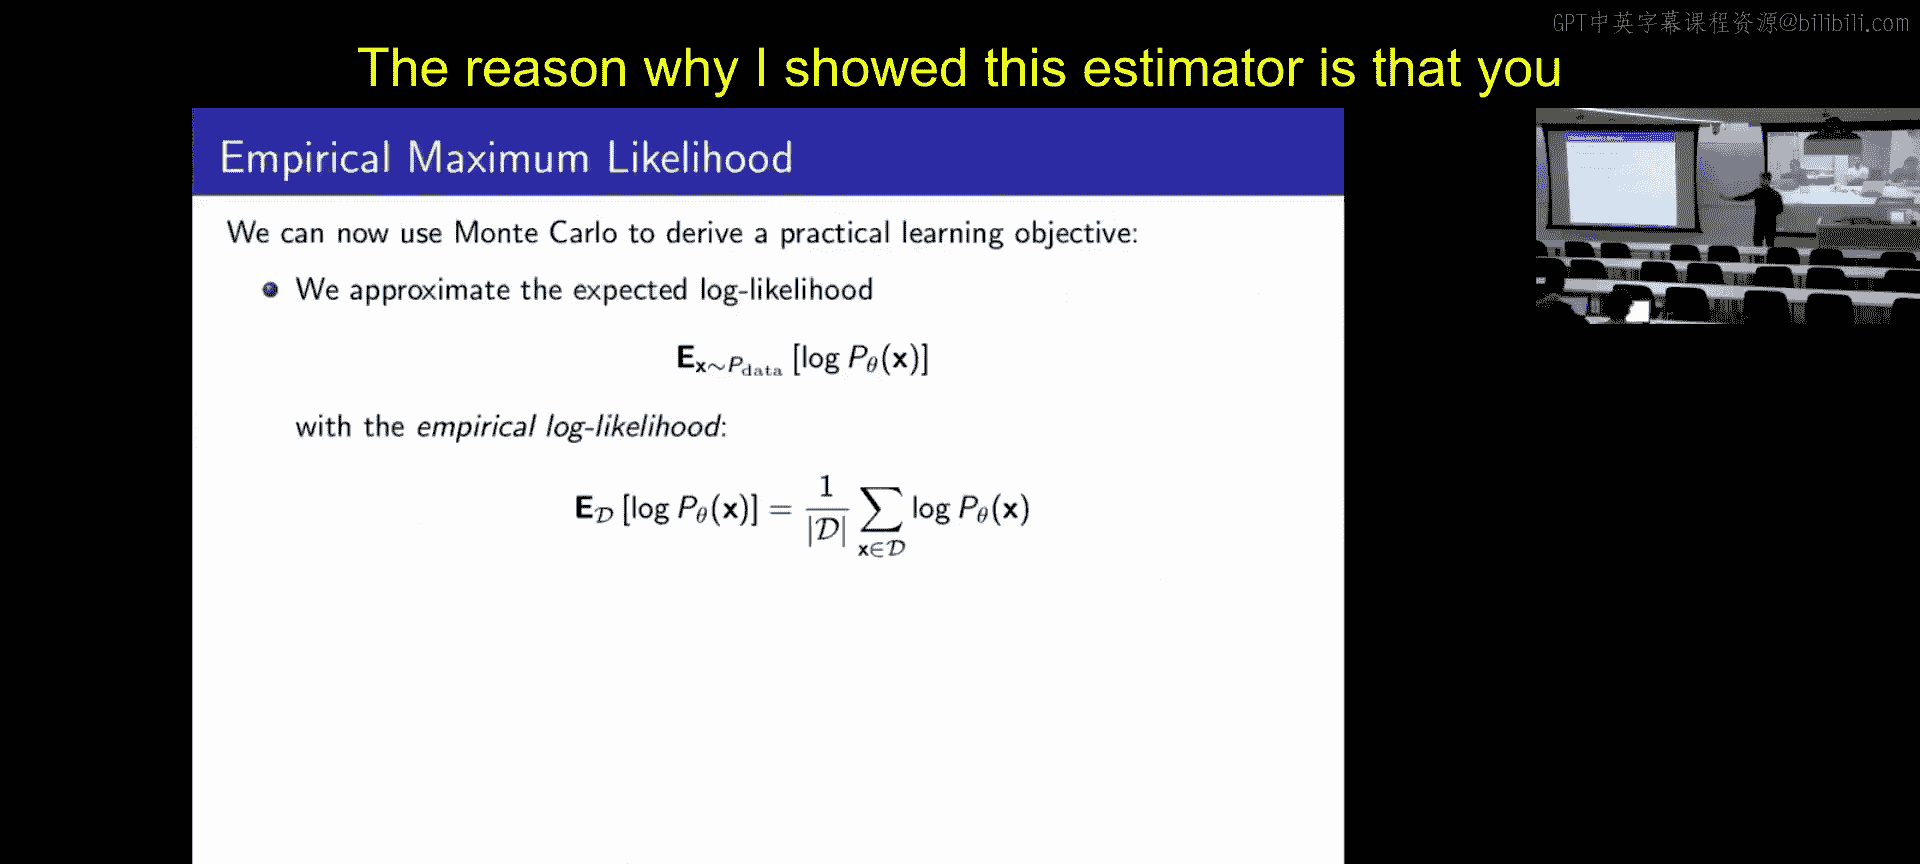 GPT中英字幕课程资源@bilibili.com
The reason why I showed this estimator is that you
Empirical Maximum Likelihood
We can now use Monte Carlo to derive a practical learning objective:
We approximate the expected log-likelihood
E_{x∼P_data} [log P_θ(x)]
with the empirical log-likelihood:
E_𝒟 [log P_θ(x)] = 1/|𝒟| ∑_{x∈𝒟} log P_θ(x)